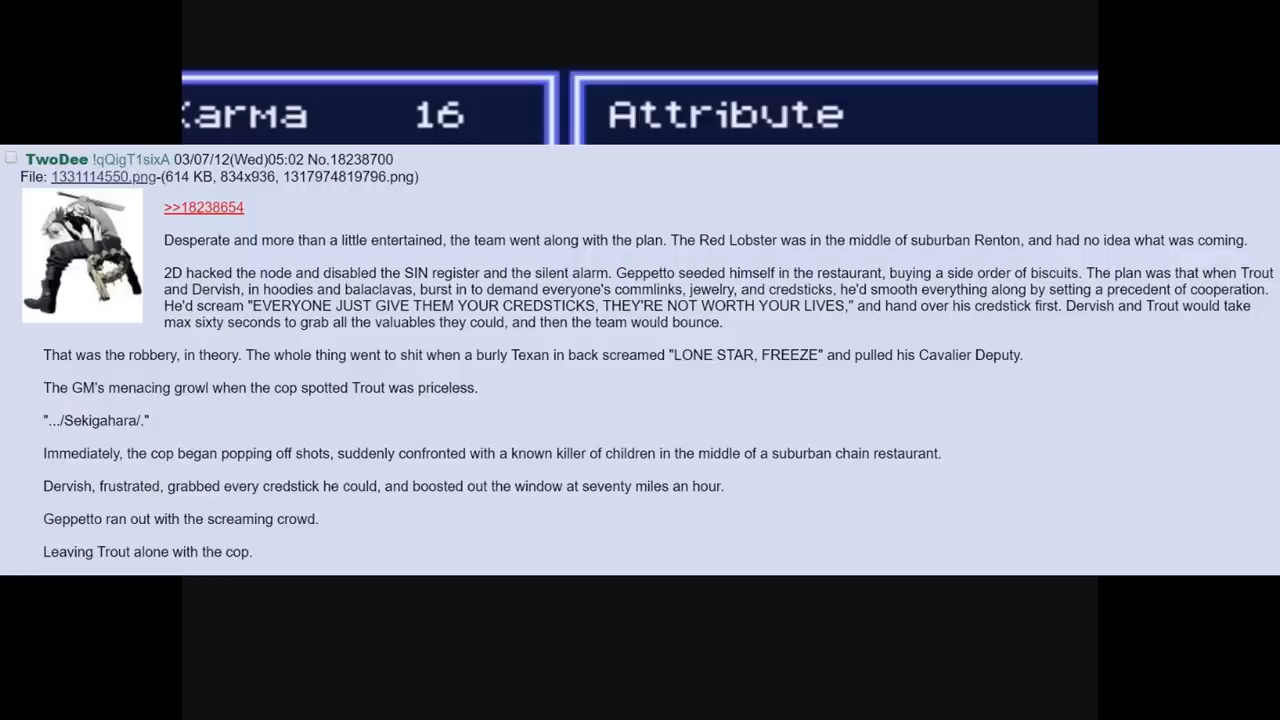 Karma 16 Attribute
TwoDee !qQigT1sixA 03/07/12(Wed)05:02 No.18238700
File: 1331114550.png-(614 KB, 834x936, 1317974819796.png)
>>18238654
Desperate and more than a little entertained, the team went along with the plan. The Red Lobster was in the middle of suburban Renton, and had no idea what was coming.
2D hacked the node and disabled the SIN register and the silent alarm. Geppetto seeded himself in the restaurant, buying a side order of biscuits. The plan was that when Trout
and Dervish, in hoodies and balaclavas, burst in to demand everyone's commlinks, jewelry, and credsticks, he'd smooth everything along by setting a precedent of cooperation.
He'd scream "EVERYONE JUST GIVE THEM YOUR CREDSTICKS, THEY'RE NOT WORTH YOUR LIVES," and hand over his credstick first. Dervish and Trout would take
max sixty seconds to grab all the valuables they could, and then the team would bounce.
That was the robbery, in theory. The whole thing went to shit when a burly Texan in back screamed "LONE STAR, FREEZE" and pulled his Cavalier Deputy.
The GM's menacing growl when the cop spotted Trout was priceless.
".../Sekigahara/."
Immediately, the cop began popping off shots, suddenly confronted with a known killer of children in the middle of a suburban chain restaurant.
Dervish, frustrated, grabbed every credstick he could, and boosted out the window at seventy miles an hour.
Geppetto ran out with the screaming crowd.
Leaving Trout alone with the cop.